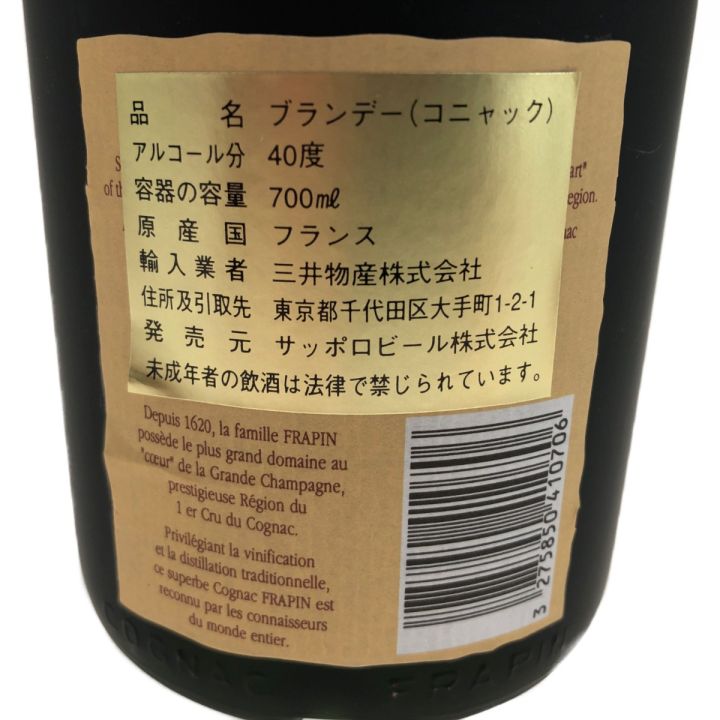 品名 ブランデー(コニャック)
アルコール分 40度
容器の容量 700㎖
原産国 フランス
輸入業者 三井物産株式会社
住所及引取先 東京都千代田区大手町1-2-1
発売元 サッポロビール株式会社
未成年者の飲酒は法律で禁じられています。
S
art"
of th
egion.
Depuis 1620, la famille FRAPIN
possède le plus grand domaine au
"cœur" de la Grande Champagne,
prestigieuse Région du
1 er Cru du Cognac.
Privilégiant la vinification
et la distillation traditionnelle,
ce superbe Cognac FRAPIN est
reconnu par les connaisseurs
du monde entier.
3 275850 410706
COGNAC FRAPIN